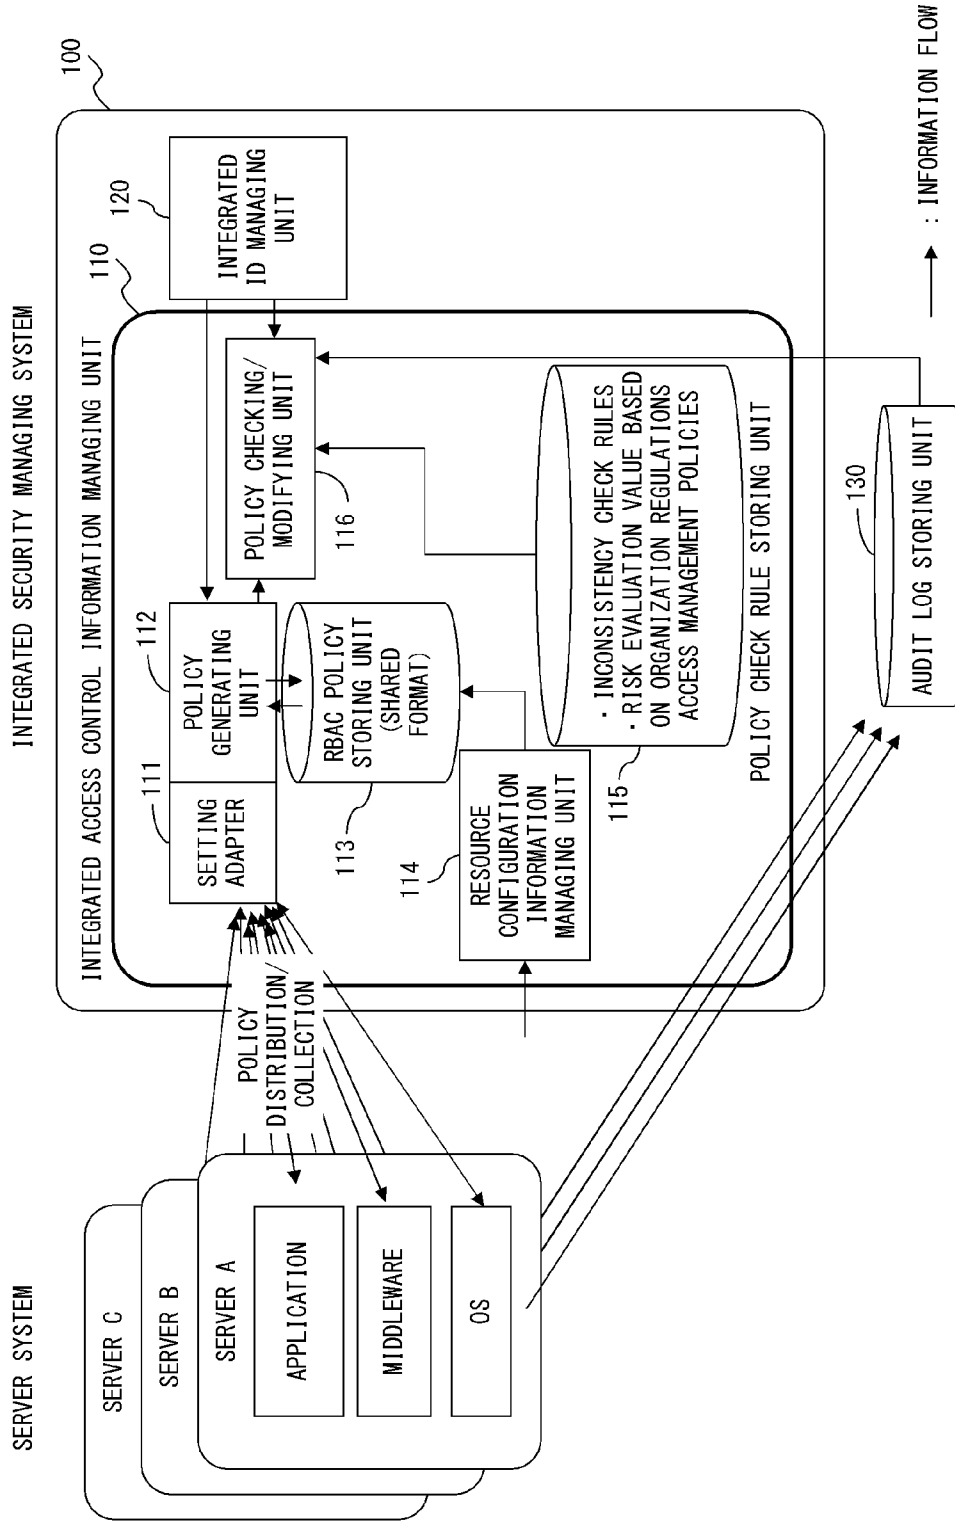 SERVER SYSTEM
INTEGRATED SECURITY MANAGING SYSTEM
SERVER C
SERVER B
SERVER A
APPLICATION
MIDDLEWARE
OS
POLICY
DISTRIBUTION/
COLLECTION
100
INTEGRATED ACCESS CONTROL INFORMATION MANAGING UNIT
110
120
111
112
SETTING
ADAPTER
POLICY
GENERATING
UNIT
INTEGRATED
ID MANAGING
UNIT
POLICY CHECKING/
MODIFYING UNIT
116
RBAC POLICY
STORING UNIT
(SHARED
FORMAT)
113
114
RESOURCE
CONFIGURATION
INFORMATION
MANAGING UNIT
・INCONSISTENCY CHECK RULES
・RISK EVALUATION VALUE BASED
ON ORGANIZATION REGULATIONS
ACCESS MANAGEMENT POLICIES
115
POLICY CHECK RULE STORING UNIT
130
AUDIT LOG STORING UNIT
: INFORMATION FLOW